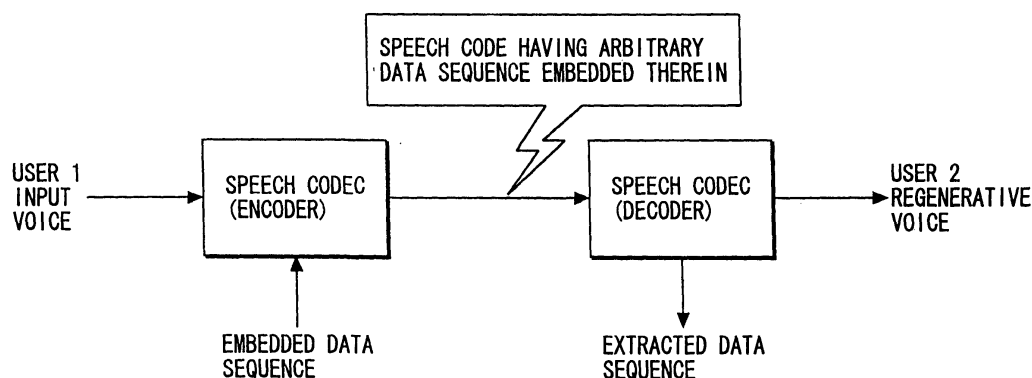 SPEECH CODE HAVING ARBITRARY
DATA SEQUENCE EMBEDDED THEREIN
USER 1
INPUT
VOICE
SPEECH CODEC
(ENCODER)
SPEECH CODEC
(DECODER)
USER 2
REGENERATIVE
VOICE
EMBEDDED DATA
SEQUENCE
EXTRACTED DATA
SEQUENCE